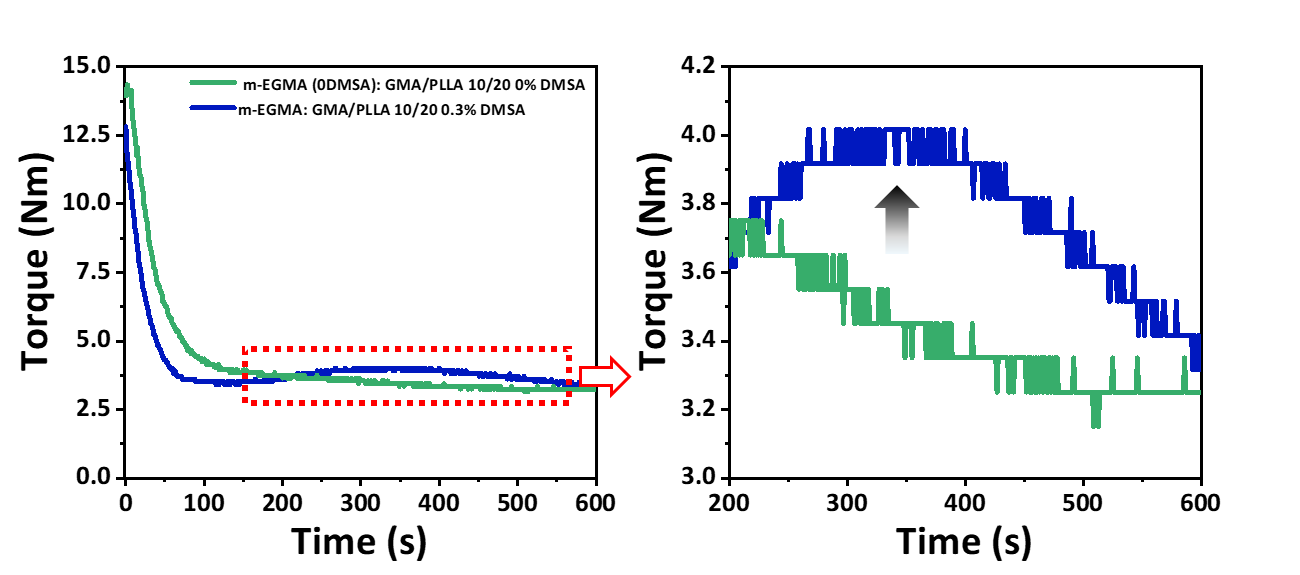 m-EGMA (0DMSA): GMA/PLLA 10/20 0% DMSA
m-EGMA: GMA/PLLA 10/20 0.3% DMSA
Torque (Nm)
15.0
12.5
10.0
7.5
5.0
2.5
0.0
0 100 200 300 400 500 600
Time (s)
Torque (Nm)
4.2
4.0
3.8
3.6
3.4
3.2
3.0
200 300 400 500 600
Time (s)